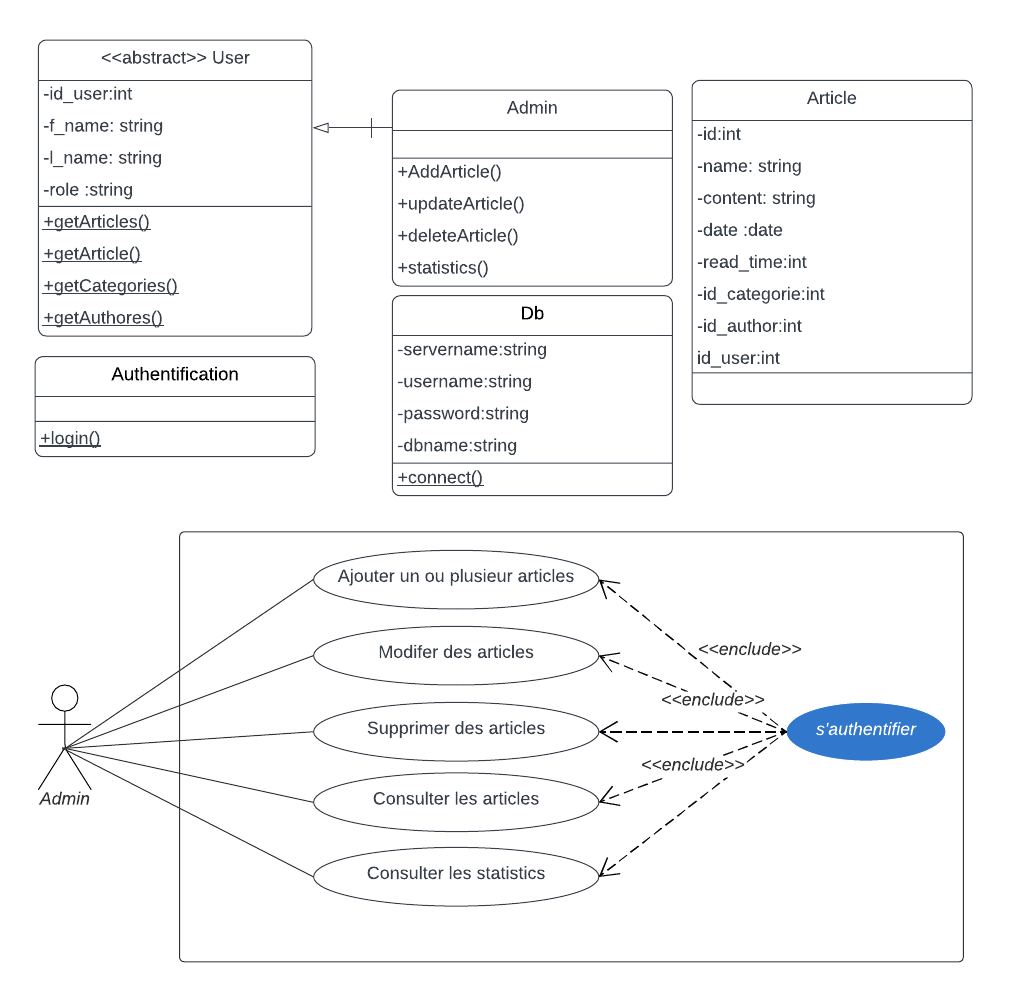 <<abstract>> User
-id_user:int
-f_name: string
-l_name: string
-role :string
+getArticles()
+getArticle()
+getCategories()
+getAuthores()
Admin
+AddArticle()
+updateArticle()
+deleteArticle()
+statistics()
Article
-id:int
-name: string
-content: string
-date :date
-read_time:int
-id_categorie:int
-id_author:int
id_user:int
Authentification
+login()
Db
-servername:string
-username:string
-password:string
-dbname:string
+connect()
Ajouter un ou plusieur articles
Modifer des articles
Supprimer des articles
Consulter les articles
Consulter les statistics
<<enclude>>
<<enclude>>
<<enclude>>
s'authentifier
Admin